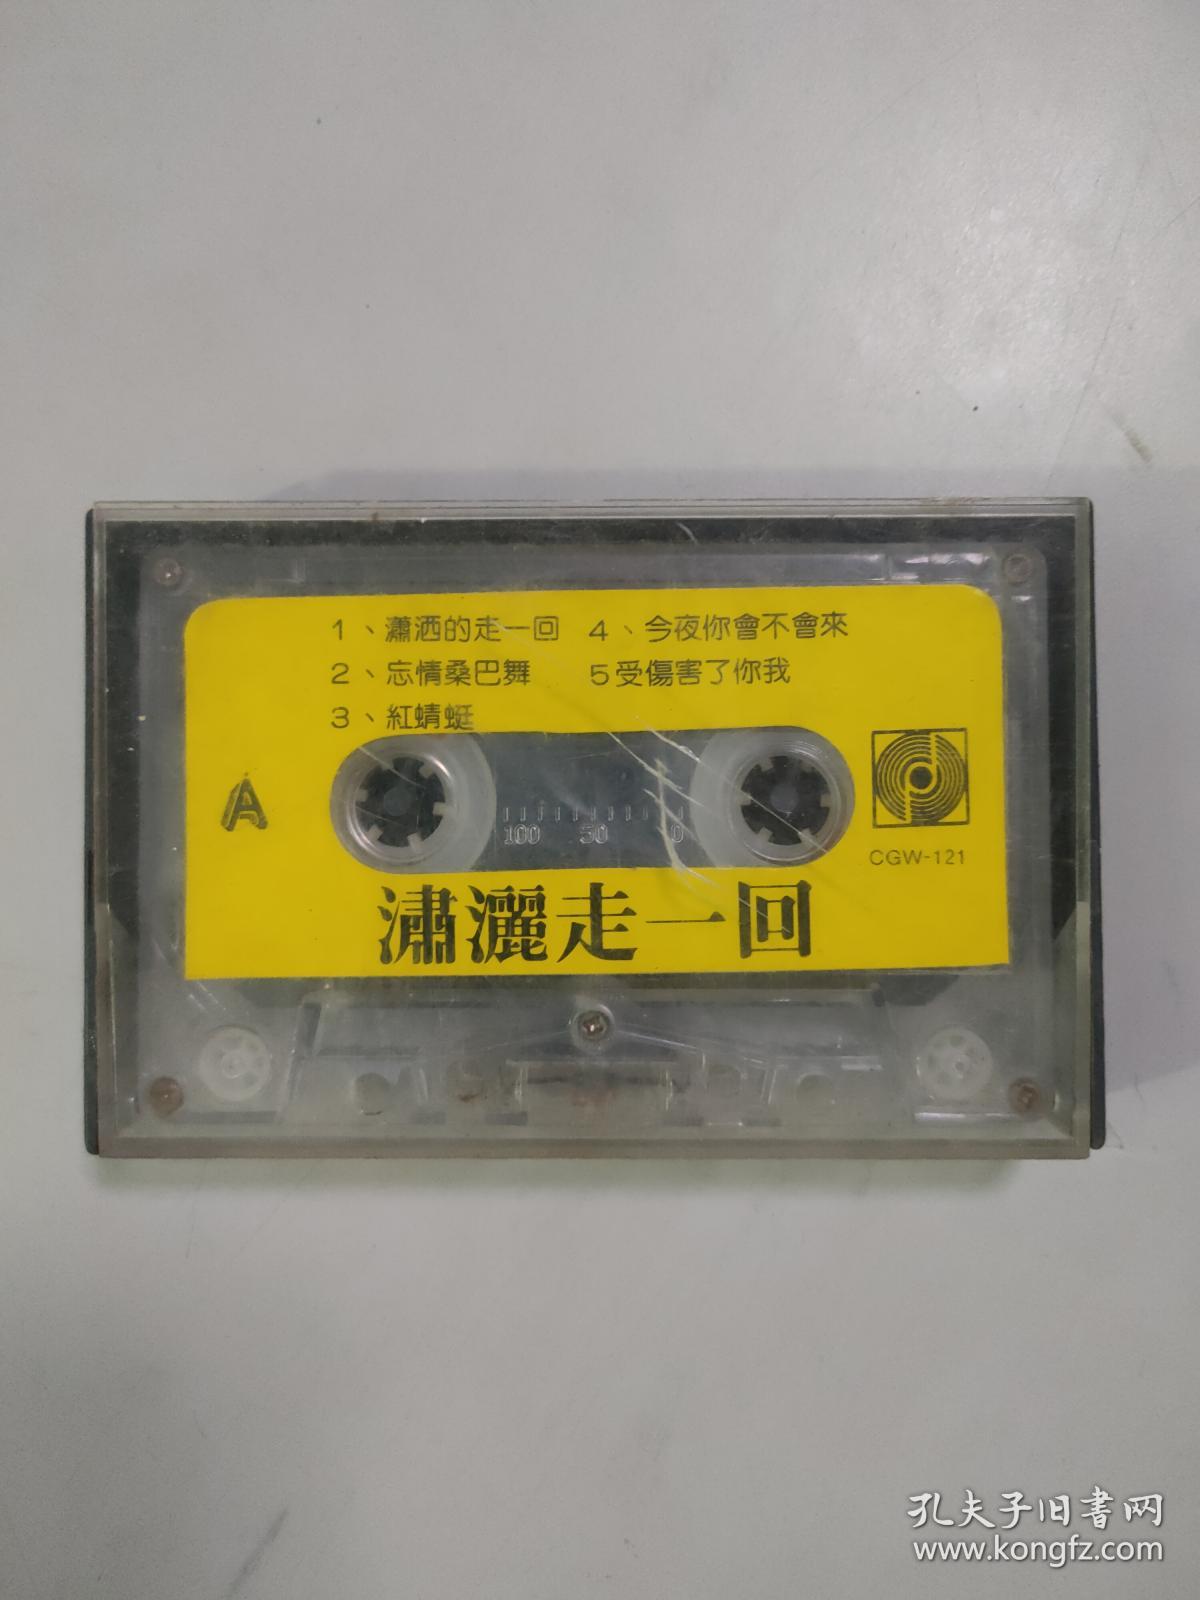 1、瀟洒的走一回 4、今夜你會不會來
2、忘情桑巴舞 5受傷害了你我
3、紅蜻蜓
A
100 50 0
CGW-121
潚灑走一回
孔夫子旧书网
www.kongfz.com